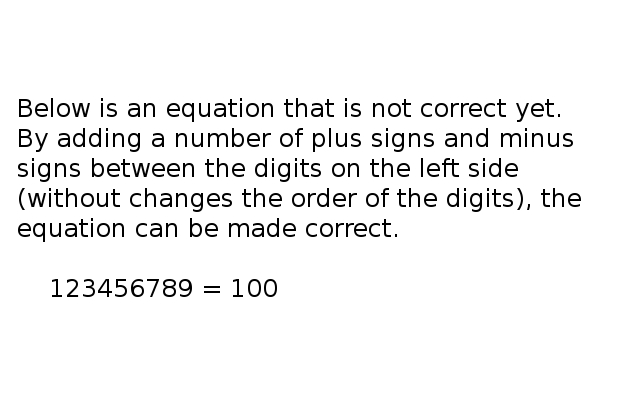 Below is an equation that is not correct yet.
By adding a number of plus signs and minus
signs between the digits on the left side
(without changes the order of the digits), the
equation can be made correct.
123456789 = 100